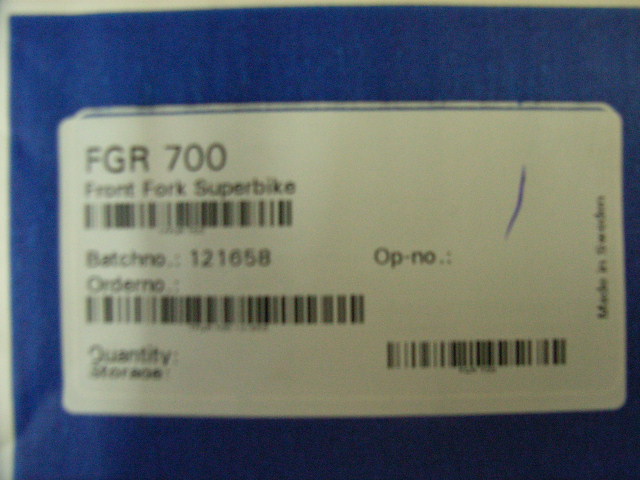 FGR 700
Front Fork Superbike
Batchno.: 121658
Op-no.:
Orderno.:
Quantity:
Storage:
Made in Sweden